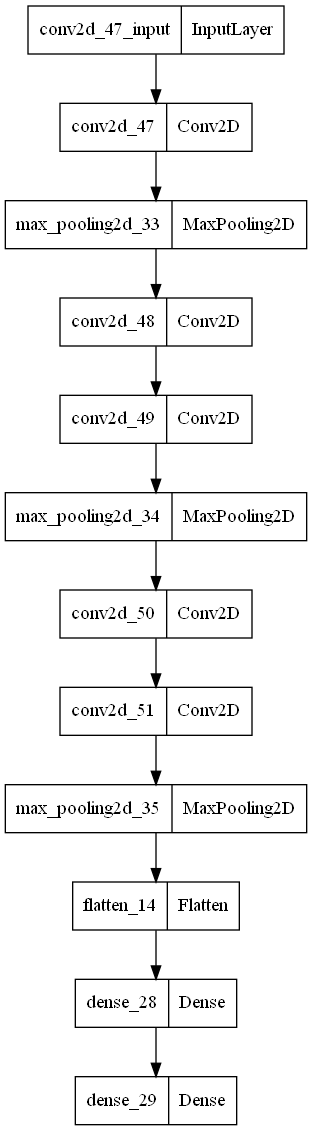 conv2d_47_input InputLayer
conv2d_47 Conv2D
max_pooling2d_33 MaxPooling2D
conv2d_48 Conv2D
conv2d_49 Conv2D
max_pooling2d_34 MaxPooling2D
conv2d_50 Conv2D
conv2d_51 Conv2D
max_pooling2d_35 MaxPooling2D
flatten_14 Flatten
dense_28 Dense
dense_29 Dense